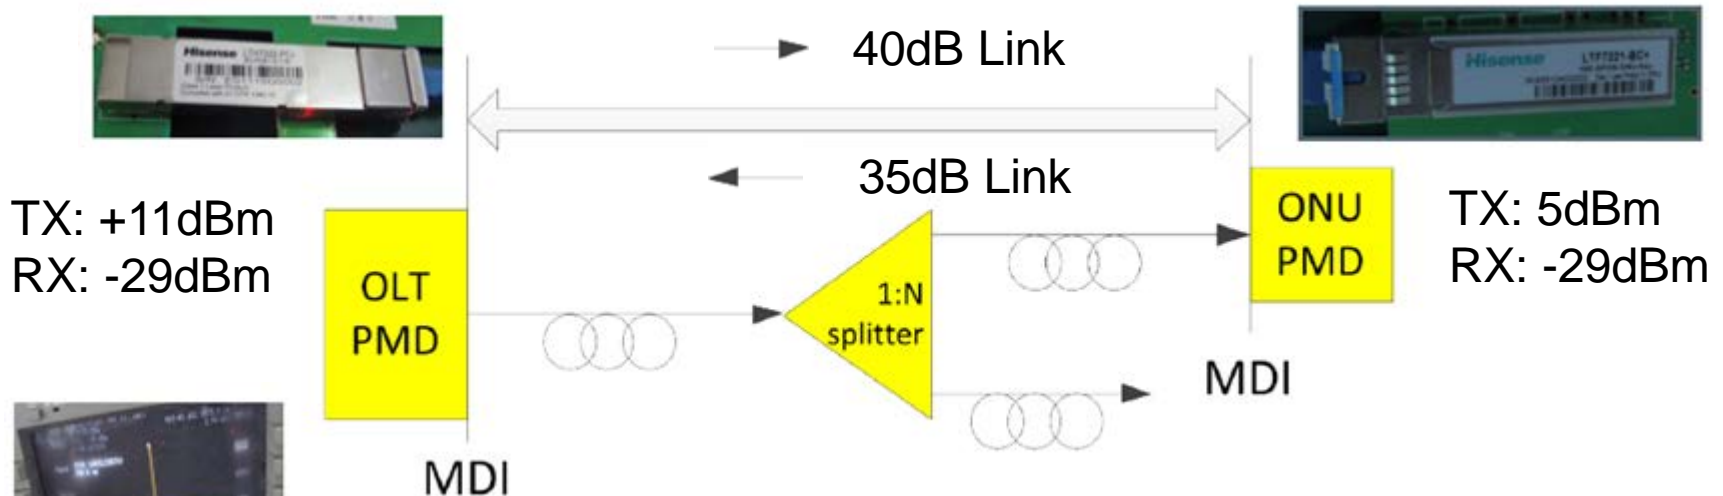 Hisense
40dB Link
Hisense
35dB Link
TX: +11dBm
RX: -29dBm
OLT
PMD
1:N
splitter
ONU
PMD
TX: 5dBm
RX: -29dBm
MDI
MDI